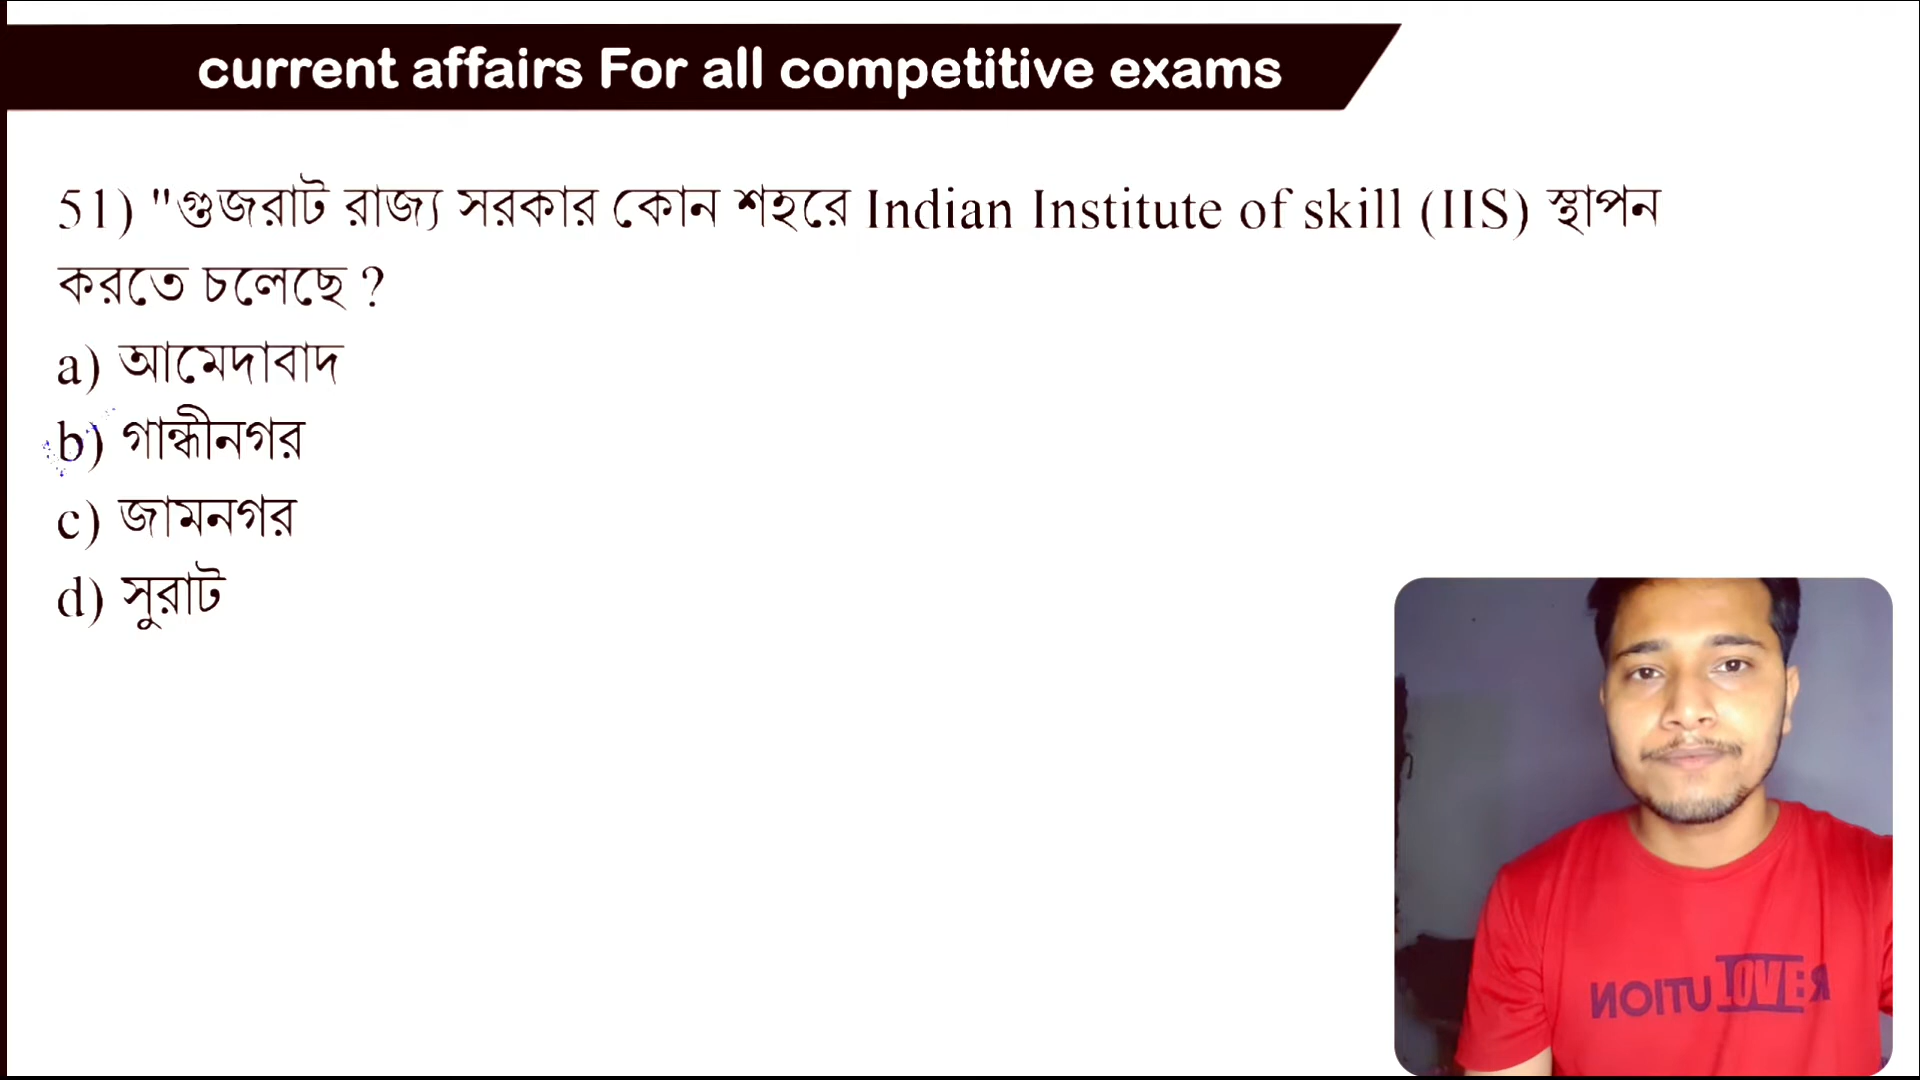 current affairs For all competitive exams
51) "গুজরাট রাজ্য সরকার কোন শহরে Indian Institute of skill (IIS) স্থাপন
করতে চলেছে ?
a) আমেদাবাদ
b) গান্ধীনগর
c) জামনগর
d) সুরাট
REVOLUTION